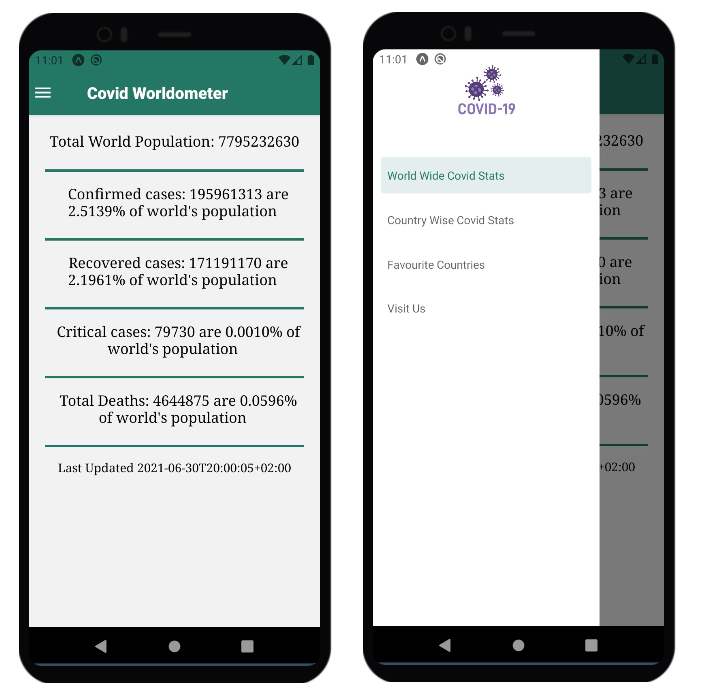 11:01
Covid Worldometer
Total World Population: 7795232630
Confirmed cases: 195961313 are
2.5139% of world's population
Recovered cases: 171191170 are
2.1961% of world's population
Critical cases: 79730 are 0.0010% of
world's population
Total Deaths: 4644875 are 0.0596%
of world's population
Last Updated 2021-06-30T20:00:05+02:00
11:01
COVID-19
World Wide Covid Stats
Country Wise Covid Stats
Favourite Countries
Visit Us
232630
3 are
ion
0 are
ion
10% of
0596%
+02:00